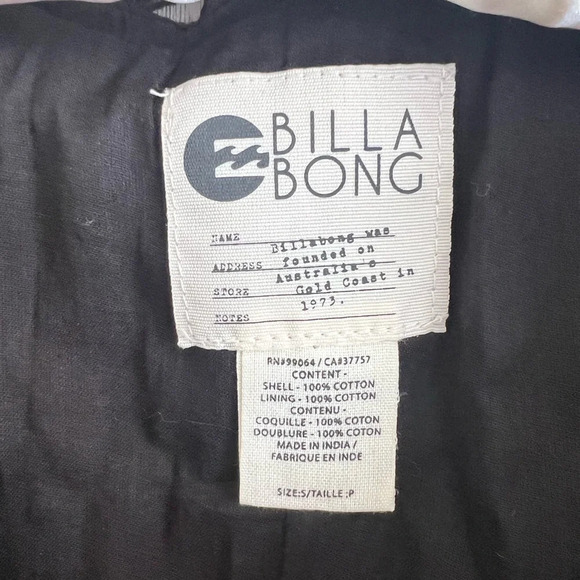 BILLA
BONG
NAME
Billabong was
ADDRESS founded on
Australia's
STORE Gold Coast in
1973.
NOTES
RN#99064 / CA#37757
CONTENT -
SHELL - 100% COTTON
LINING - 100% COTTON
CONTENU -
COQUILLE - 100% COTON
DOUBLURE - 100% COTON
MADE IN INDIA /
FABRIQUE EN INDE
SIZE:S/TAILLE :P